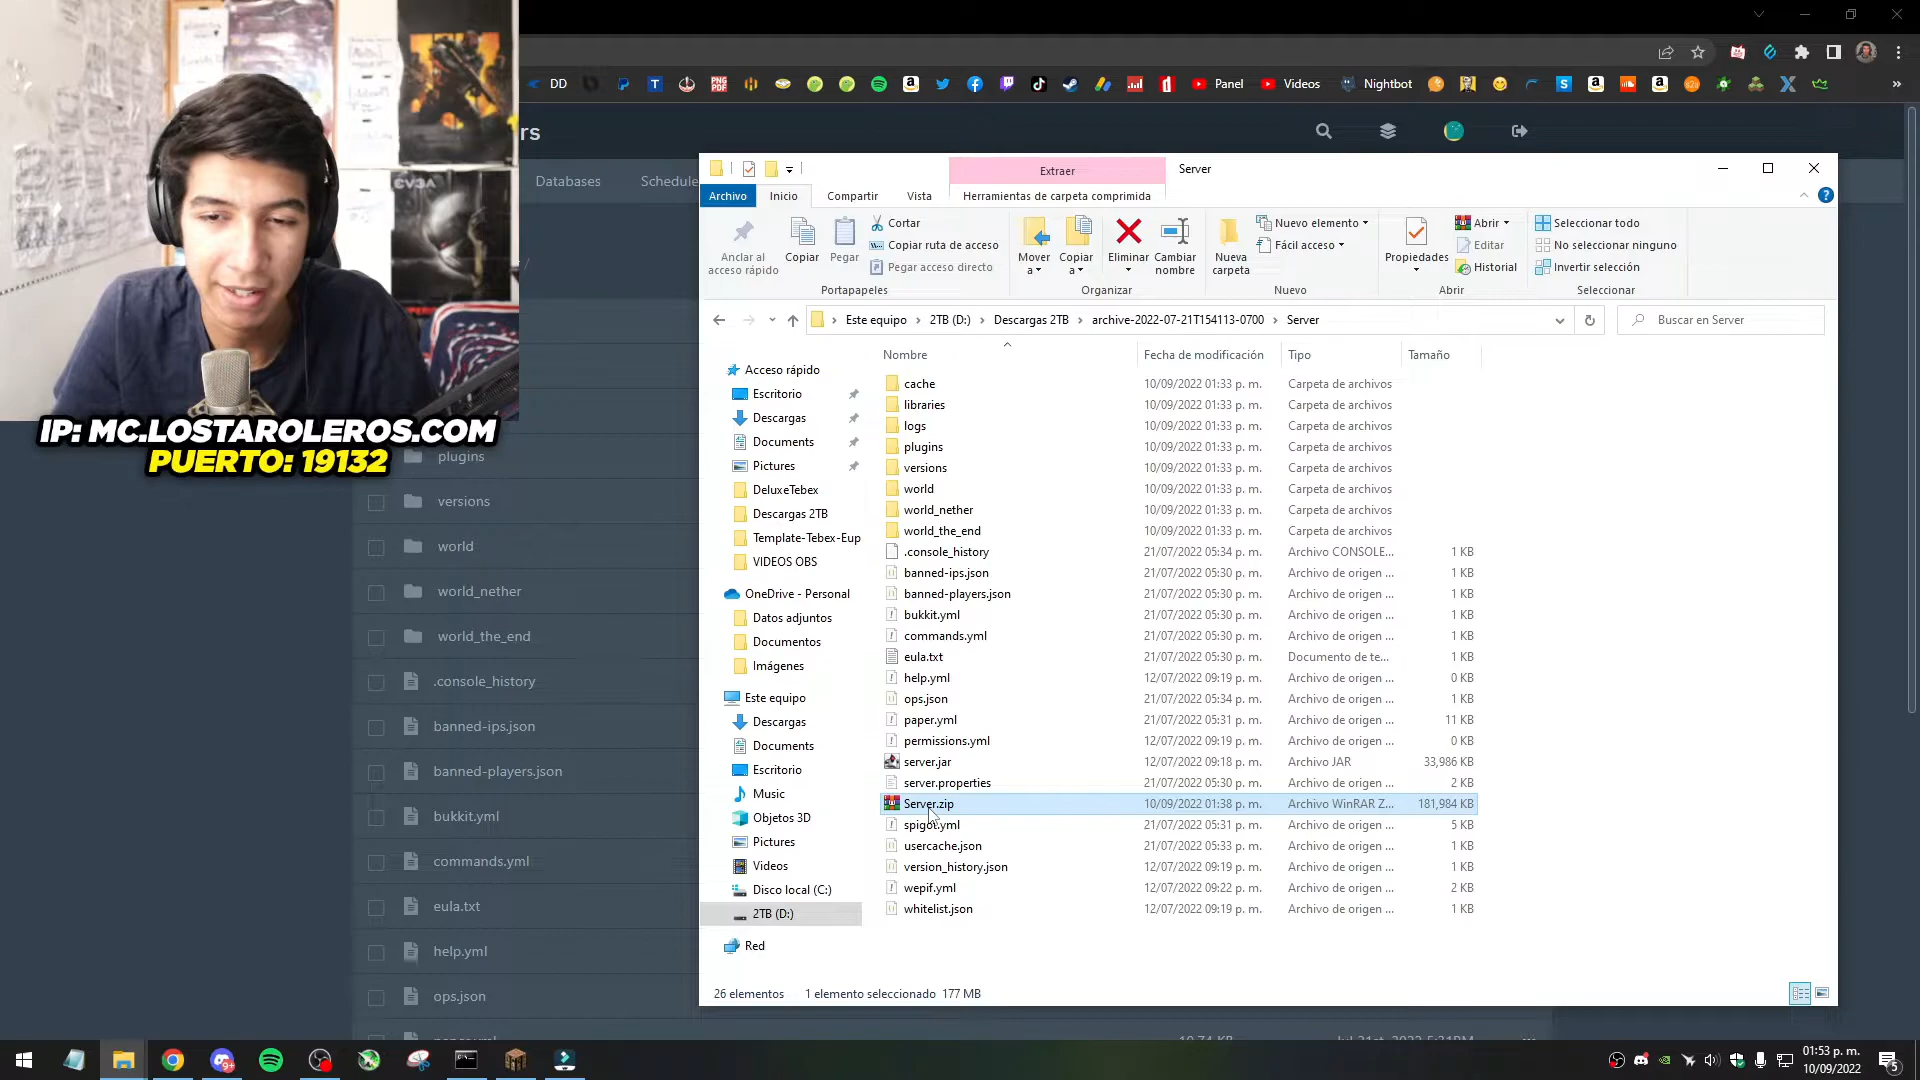 DD
Panel
Videos
Nightbot
rs
Databases
Schedule
EVGA
IP: MC.LOSTAROLEROS.COM
PUERTO: 19132
plugins
versions
world
world_nether
world_the_end
.console_history
banned-ips.json
banned-players.json
bukkit.yml
commands.yml
eula.txt
help.yml
ops.json
Extraer
Server
Archivo
Inicio
Compartir
Vista
Herramientas de carpeta comprimida
Anclar al acceso rápido
Copiar
Pegar
Cortar
Copiar ruta de acceso
Pegar acceso directo
Portapapeles
Mover a
Copiar a
Eliminar
Cambiar nombre
Organizar
Nueva carpeta
Nuevo elemento
Fácil acceso
Nuevo
Propiedades
Abrir
Editar
Historial
Abrir
Seleccionar todo
No seleccionar ninguno
Invertir selección
Seleccionar
Este equipo > 2TB (D:) > Descargas 2TB > archive-2022-07-21T154113-0700 > Server
Buscar en Server
Acceso rápido
Escritorio
Descargas
Documents
Pictures
DeluxeTebex
Descargas 2TB
Template-Tebex-Eup
VIDEOS OBS
OneDrive - Personal
Datos adjuntos
Documentos
Imágenes
Este equipo
Descargas
Documents
Escritorio
Music
Objetos 3D
Pictures
Videos
Disco local (C:)
2TB (D:)
Red
Nombre Fecha de modificación Tipo Tamaño
cache 10/09/2022 01:33 p. m. Carpeta de archivos
libraries 10/09/2022 01:33 p. m. Carpeta de archivos
logs 10/09/2022 01:33 p. m. Carpeta de archivos
plugins 10/09/2022 01:33 p. m. Carpeta de archivos
versions 10/09/2022 01:33 p. m. Carpeta de archivos
world 10/09/2022 01:33 p. m. Carpeta de archivos
world_nether 10/09/2022 01:33 p. m. Carpeta de archivos
world_the_end 10/09/2022 01:33 p. m. Carpeta de archivos
.console_history 21/07/2022 05:34 p. m. Archivo CONSOLE... 1 KB
banned-ips.json 21/07/2022 05:30 p. m. Archivo de origen ... 1 KB
banned-players.json 21/07/2022 05:30 p. m. Archivo de origen ... 1 KB
bukkit.yml 21/07/2022 05:30 p. m. Archivo de origen ... 1 KB
commands.yml 21/07/2022 05:30 p. m. Archivo de origen ... 1 KB
eula.txt 21/07/2022 05:30 p. m. Documento de te... 1 KB
help.yml 12/07/2022 09:19 p. m. Archivo de origen ... 0 KB
ops.json 21/07/2022 05:34 p. m. Archivo de origen ... 1 KB
paper.yml 21/07/2022 05:31 p. m. Archivo de origen ... 11 KB
permissions.yml 12/07/2022 09:19 p. m. Archivo de origen ... 0 KB
server.jar 12/07/2022 09:18 p. m. Archivo JAR 33,986 KB
server.properties 21/07/2022 05:30 p. m. Archivo de origen ... 2 KB
Server.zip 10/09/2022 01:38 p. m. Archivo WinRAR Z... 181,984 KB
spigot.yml 21/07/2022 05:31 p. m. Archivo de origen ... 5 KB
usercache.json 21/07/2022 05:33 p. m. Archivo de origen ... 1 KB
version_history.json 12/07/2022 09:19 p. m. Archivo de origen ... 1 KB
wepif.yml 12/07/2022 09:22 p. m. Archivo de origen ... 2 KB
whitelist.json 12/07/2022 09:19 p. m. Archivo de origen ... 1 KB
26 elementos 1 elemento seleccionado 177 MB
01:53 p. m.
10/09/2022